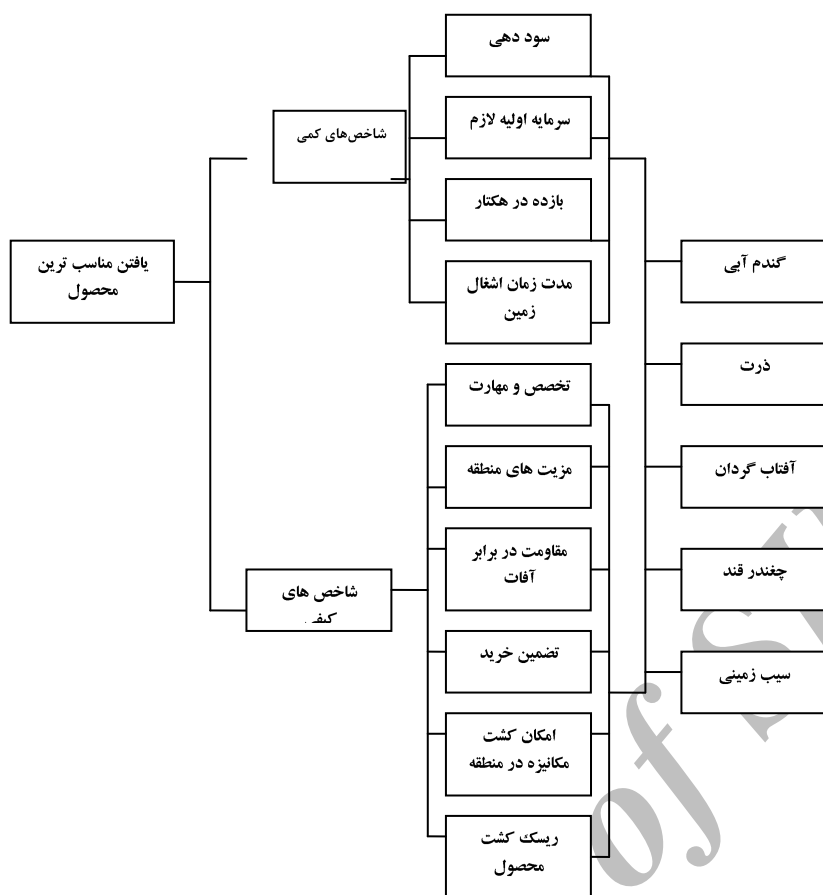 یافتن مناسب ترین
محصول
شاخص‌های کمی
شاخص های
کیفی
سود دهی
سرمایه اولیه لازم
بازده در هکتار
مدت زمان اشغال
زمین
تخصص و مهارت
مزیت های منطقه
مقاومت در برابر
آفات
تضمین خرید
امکان کشت
مکانیزه در منطقه
ریسک کشت
محصول
گندم آبی
ذرت
آفتاب گردان
چغندر قند
سیب زمینی
of